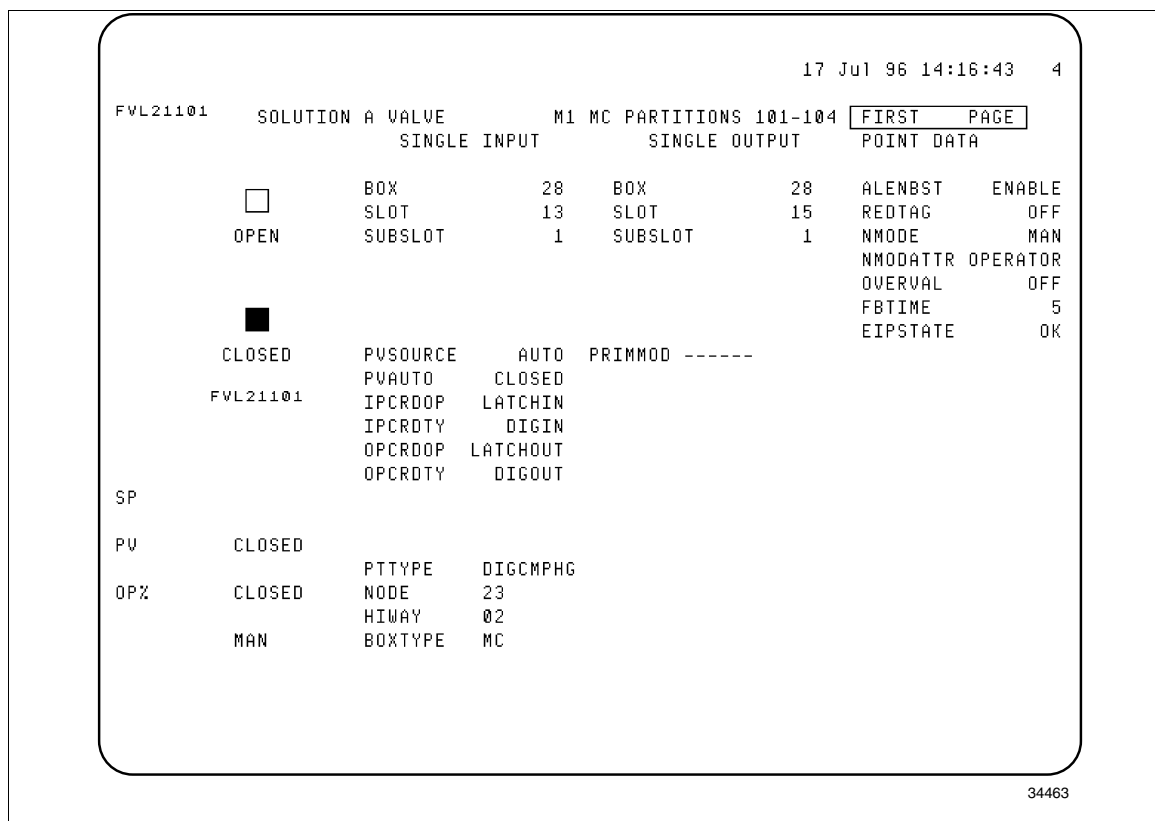 17 Jul 96 14:16:43 4
FVL21101 SOLUTION A VALVE M1 MC PARTITIONS 101-104 FIRST PAGE
SINGLE INPUT SINGLE OUTPUT POINT DATA
BOX 28 BOX 28 ALENBST ENABLE
SLOT 13 SLOT 15 REDTAG OFF
OPEN SUBSLOT 1 SUBSLOT 1 NMODE MAN
NMODATTR OPERATOR
OVERVAL OFF
FBTIME 5
EIPSTATE OK
CLOSED PVSOURCE AUTO PRIMMOD ------
PVAUTO CLOSED
FVL21101 IPCRDOP LATCHIN
IPCRDTY DIGIN
OPCRDOP LATCHOUT
OPCRDTY DIGOUT
SP
PV CLOSED
PTTYPE DIGCMPHG
OP% CLOSED NODE 23
HIWAY 02
MAN BOXTYPE MC
34463